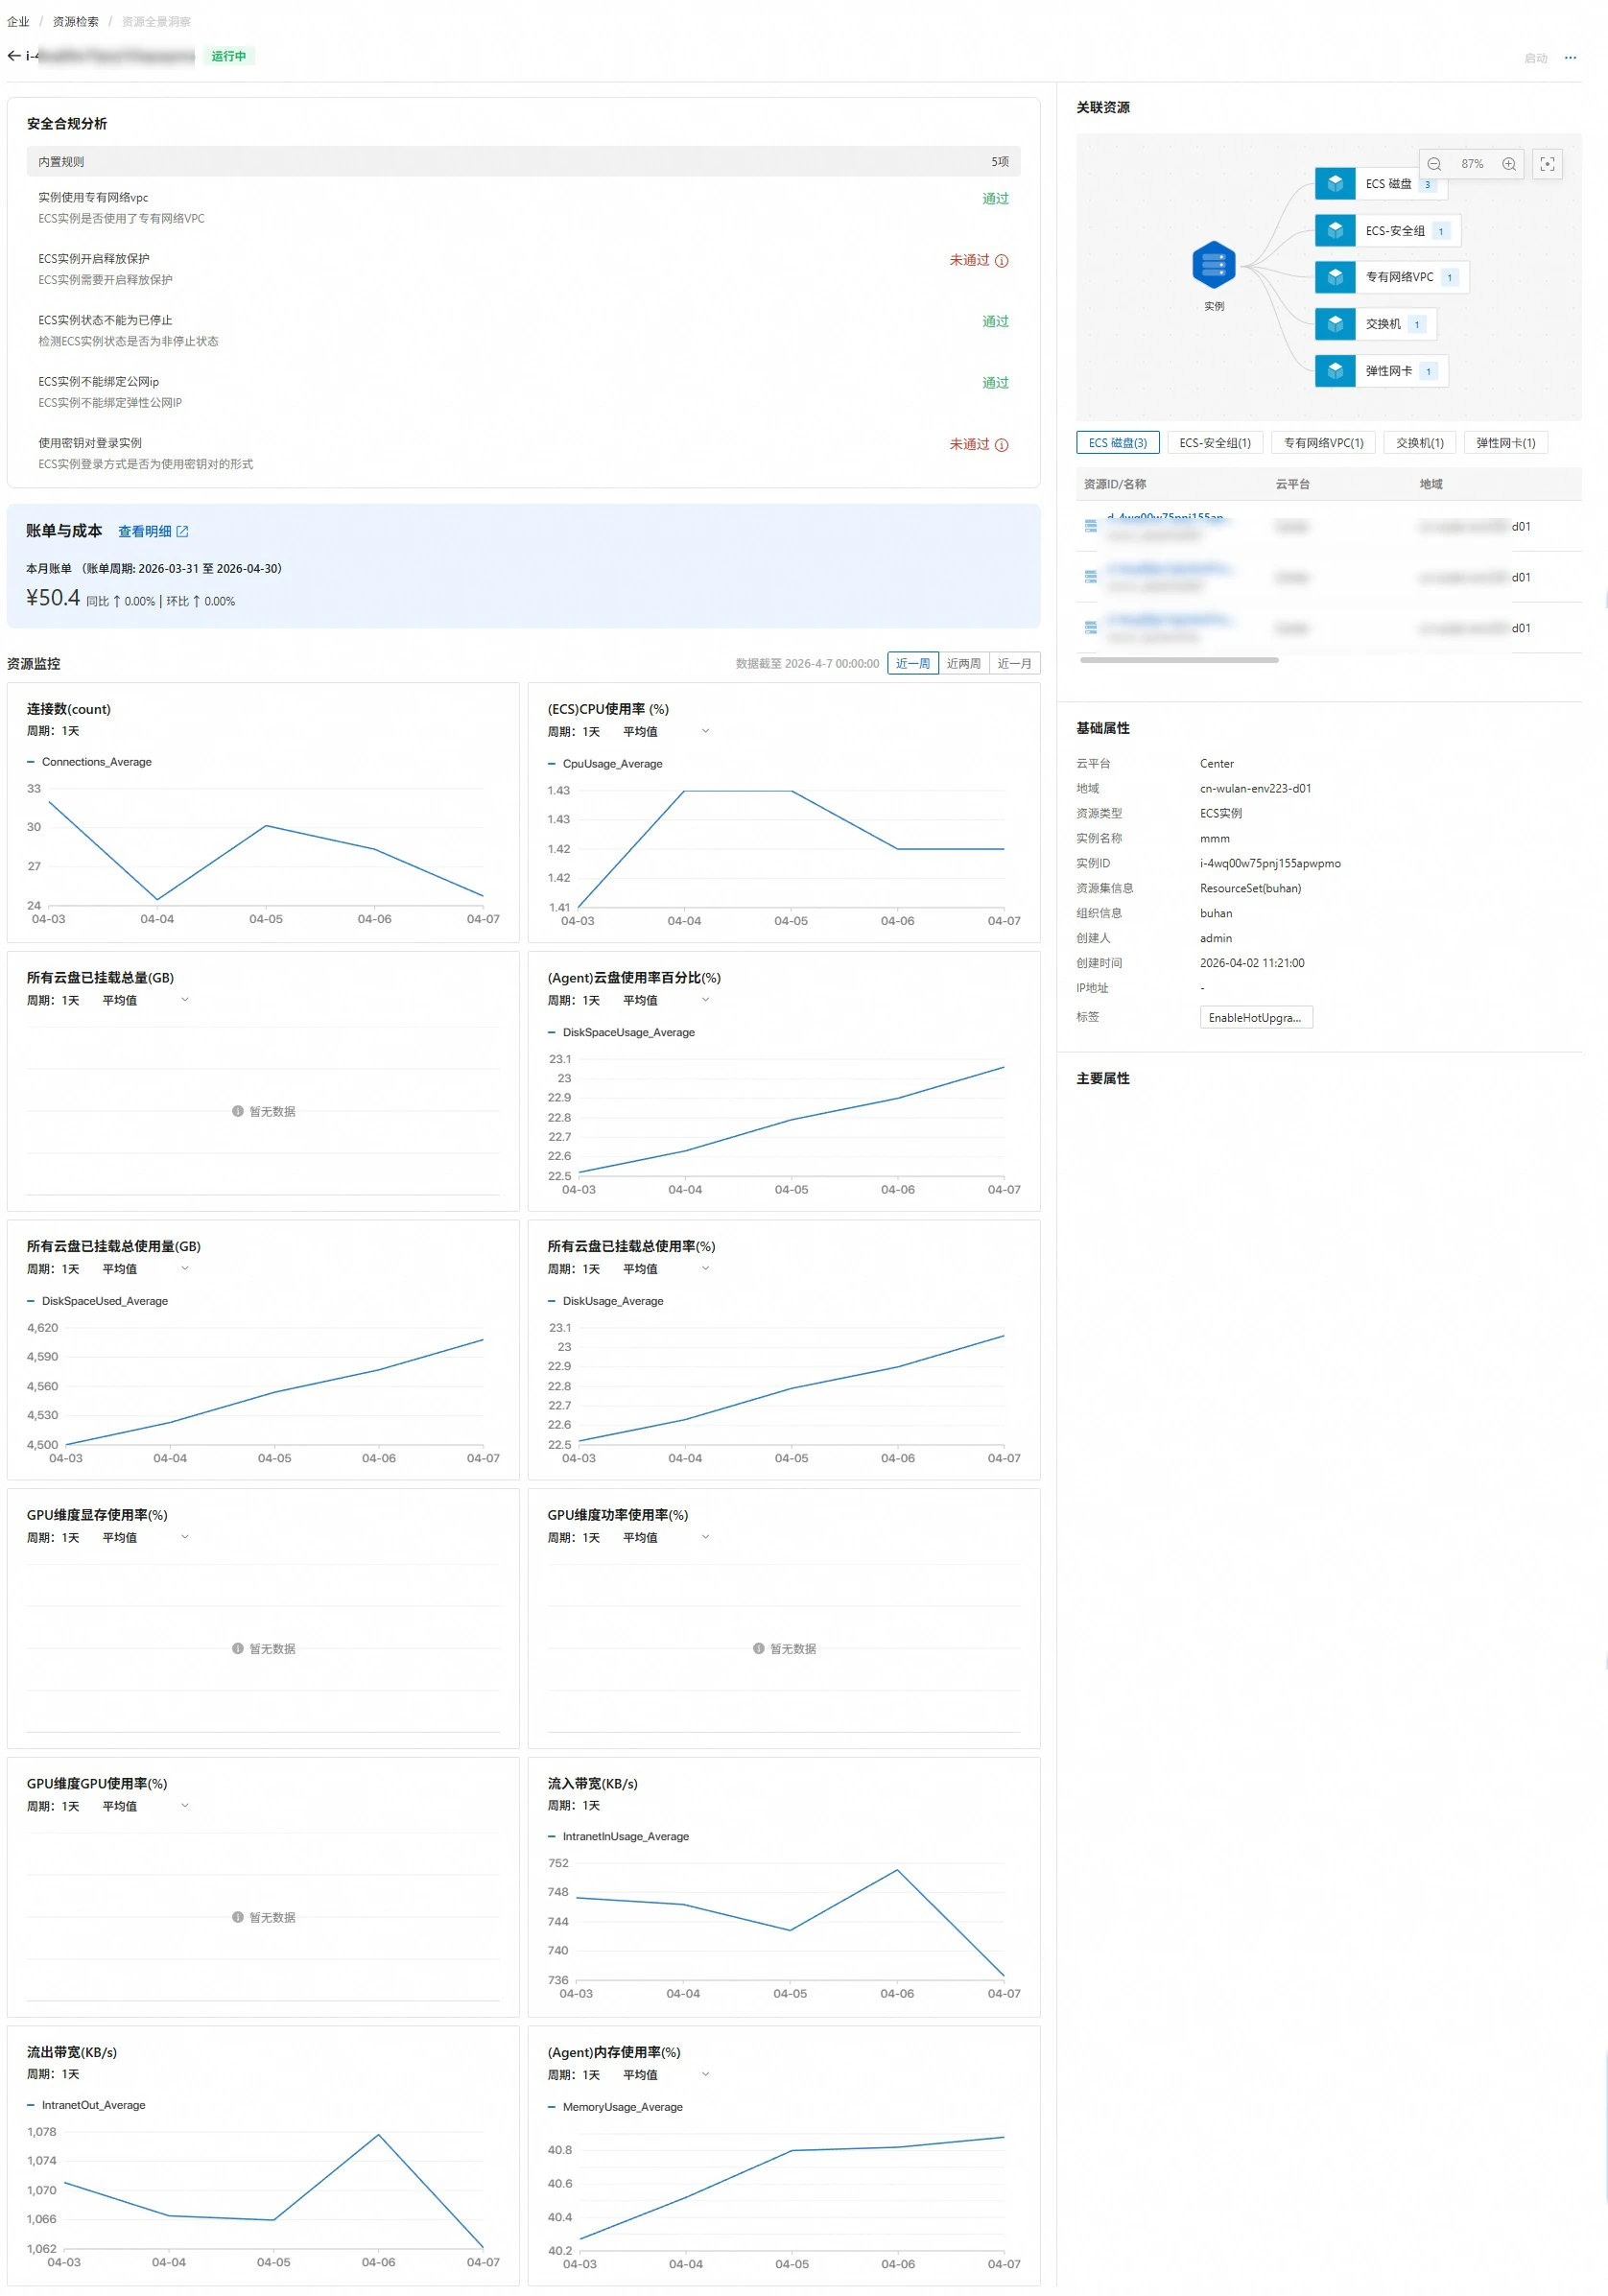 企业 / 资源检索 / 资源全景洞察
i-4
运行中
启动
安全合规分析
内置规则 5项
实例使用专有网络vpc 通过
ECS实例是否使用了专有网络VPC
ECS实例开启释放保护 未通过
ECS实例需要开启释放保护
ECS实例状态不能为已停止 通过
检测ECS实例状态是否为非停止状态
ECS实例不能绑定公网ip 通过
ECS实例不能绑定弹性公网IP
使用密钥对登录实例 未通过
ECS实例登录方式是否为使用密钥对的形式
账单与成本 查看明细
本月账单 （账单周期: 2026-03-31 至 2026-04-30）
¥50.4 同比 ↑ 0.00% | 环比 ↑ 0.00%
资源监控 数据截至 2026-4-7 00:00:00 近一周 近两周 近一月
连接数(count)
周期：1天
Connections_Average
33
30
27
24
04-03 04-04 04-05 04-06 04-07
(ECS)CPU使用率 (%)
周期：1天 平均值
CpuUsage_Average
1.43
1.43
1.42
1.42
1.41
04-03 04-04 04-05 04-06 04-07
所有云盘已挂载总量(GB)
周期：1天 平均值
暂无数据
(Agent)云盘使用率百分比(%)
周期：1天 平均值
DiskSpaceUsage_Average
23.1
23
22.9
22.8
22.7
22.6
22.5
04-03 04-04 04-05 04-06 04-07
所有云盘已挂载总使用量(GB)
周期：1天 平均值
DiskSpaceUsed_Average
4,620
4,590
4,560
4,530
4,500
04-03 04-04 04-05 04-06 04-07
所有云盘已挂载总使用率(%)
周期：1天 平均值
DiskUsage_Average
23.1
23
22.9
22.8
22.7
22.6
22.5
04-03 04-04 04-05 04-06 04-07
GPU维度显存使用率(%)
周期：1天 平均值
暂无数据
GPU维度功率使用率(%)
周期：1天 平均值
暂无数据
GPU维度GPU使用率(%)
周期：1天 平均值
暂无数据
流入带宽(KB/s)
周期：1天
IntranetInUsage_Average
752
748
744
740
736
04-03 04-04 04-05 04-06 04-07
流出带宽(KB/s)
周期：1天
IntranetOut_Average
1,078
1,074
1,070
1,066
1,062
04-03 04-04 04-05 04-06 04-07
(Agent)内存使用率(%)
周期：1天 平均值
MemoryUsage_Average
40.8
40.6
40.4
40.2
04-03 04-04 04-05 04-06 04-07
关联资源
87%
实例
ECS 磁盘 3
ECS-安全组 1
专有网络VPC 1
交换机 1
弹性网卡 1
ECS 磁盘(3) ECS-安全组(1) 专有网络VPC(1) 交换机(1) 弹性网卡(1)
资源ID/名称 云平台 地域
d01
d01
d01
基础属性
云平台 Center
地域 cn-wulan-env223-d01
资源类型 ECS实例
实例名称 mmm
实例ID i-4wq00w75pnj155apwpmo
资源集信息 ResourceSet(buhan)
组织信息 buhan
创建人 admin
创建时间 2026-04-02 11:21:00
IP地址 -
标签 EnableHotUpgra...
主要属性